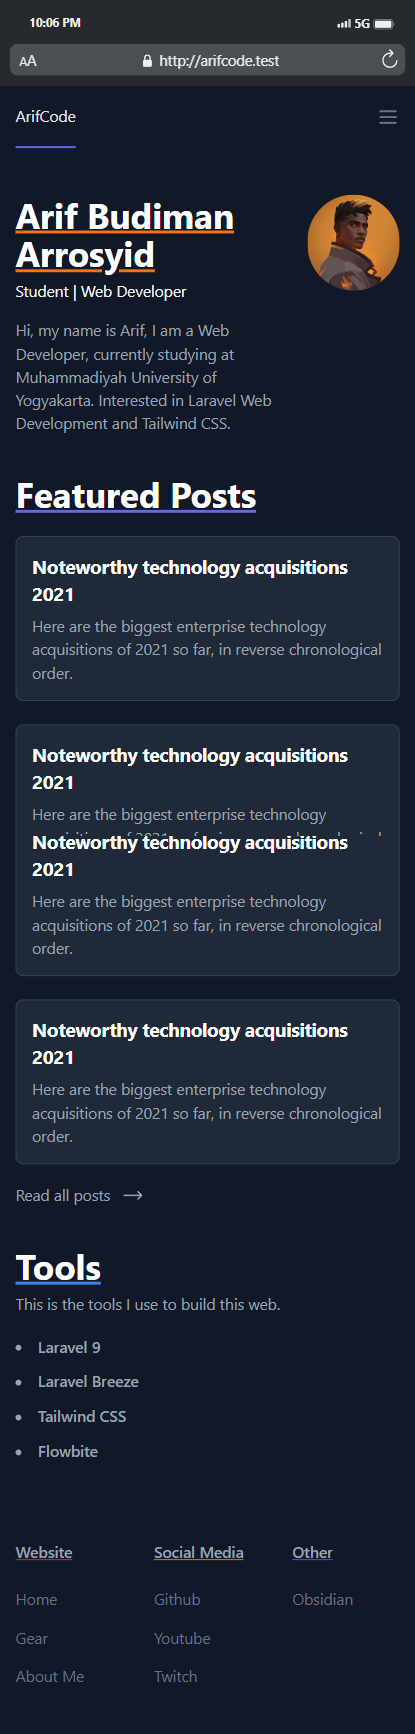 10:06 PM
5G
AA
http://arifcode.test
ArifCode
Arif Budiman
Arrosyid
Student | Web Developer
Hi, my name is Arif, I am a Web
Developer, currently studying at
Muhammadiyah University of
Yogyakarta. Interested in Laravel Web
Development and Tailwind CSS.
Featured Posts
Noteworthy technology acquisitions
2021
Here are the biggest enterprise technology
acquisitions of 2021 so far, in reverse chronological
order.
Noteworthy technology acquisitions
2021
Here are the biggest enterprise technology
Noteworthy technology acquisitions
2021
Here are the biggest enterprise technology
acquisitions of 2021 so far, in reverse chronological
order.
Noteworthy technology acquisitions
2021
Here are the biggest enterprise technology
acquisitions of 2021 so far, in reverse chronological
order.
Read all posts
Tools
This is the tools I use to build this web.
Laravel 9
Laravel Breeze
Tailwind CSS
Flowbite
Website
Social Media
Other
Home
Github
Obsidian
Gear
Youtube
About Me
Twitch